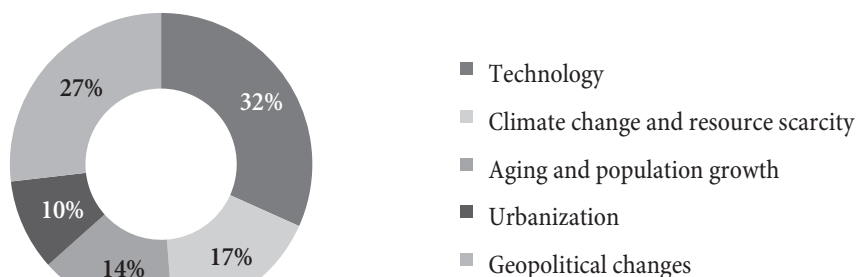 27%
32%
10%
17%
14%
Technology
Climate change and resource scarcity
Aging and population growth
Urbanization
Geopolitical changes